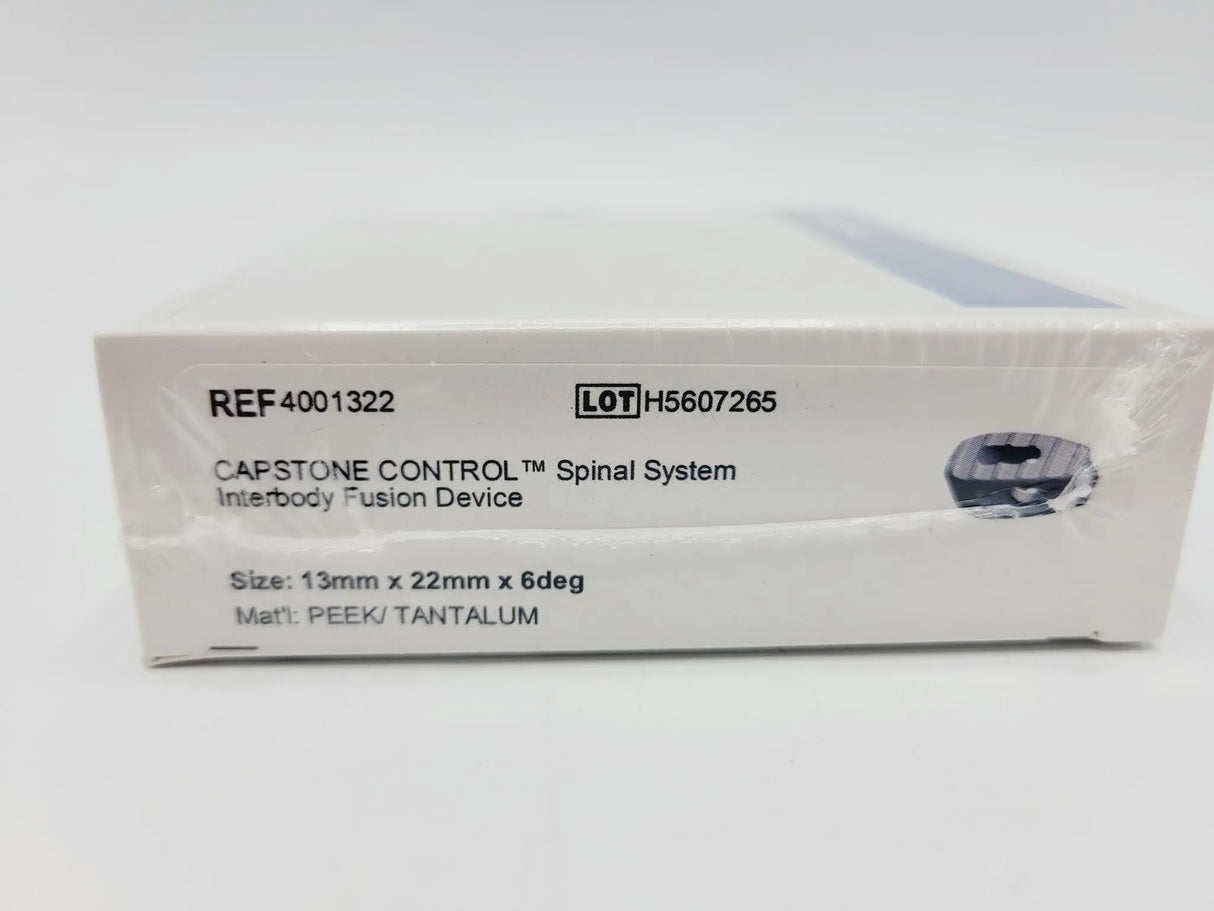 REF 4001322 LOT H5607265
CAPSTONE CONTROL™ Spinal System
Interbody Fusion Device
Size: 13mm x 22mm x 6deg
Mat'l: PEEK/ TANTALUM